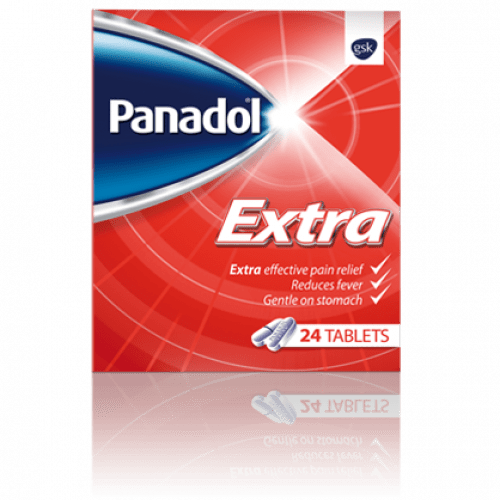 gsk
Panadol®
Extra
Extra effective pain relief ✓
Reduces fever ✓
Gentle on stomach ✓
24 TABLETS